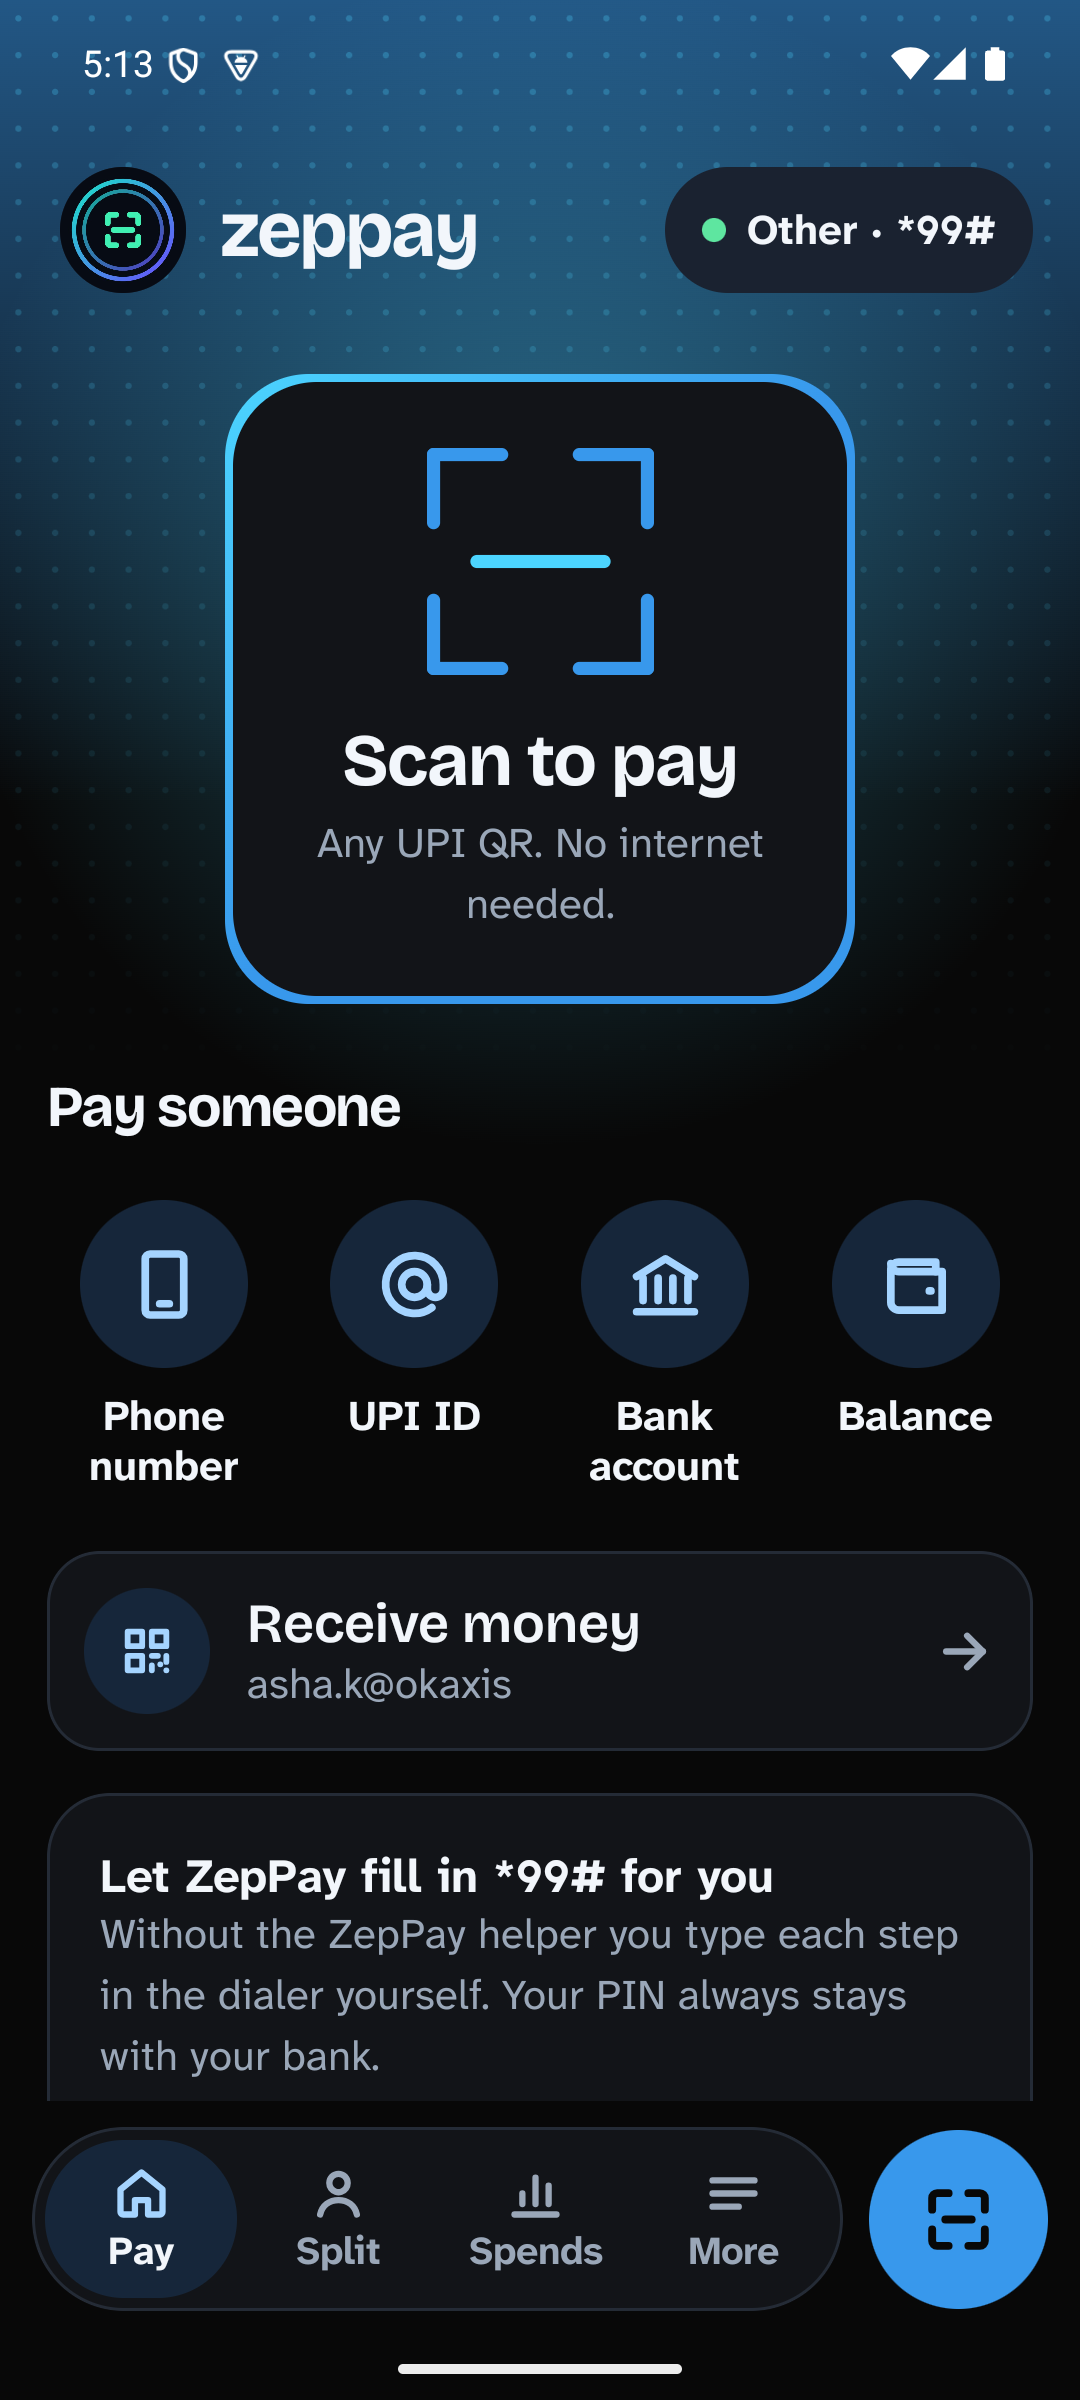 5:13
zeppay
Other · *99#
Scan to pay
Any UPI QR. No internet
needed.
Pay someone
Phone
number
UPI ID
Bank
account
Balance
Receive money
asha.k@okaxis
Let ZepPay fill in *99# for you
Without the ZepPay helper you type each step
in the dialer yourself. Your PIN always stays
with your bank.
Pay
Split
Spends
More